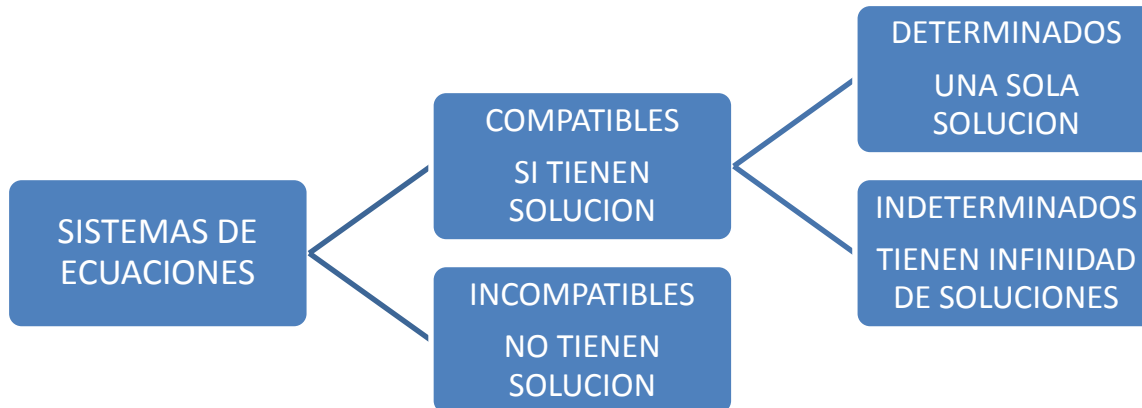 SISTEMAS DE
ECUACIONES
COMPATIBLES
SI TIENEN
SOLUCION
INCOMPATIBLES
NO TIENEN
SOLUCION
DETERMINADOS
UNA SOLA
SOLUCION
INDETERMINADOS
TIENEN INFINIDAD
DE SOLUCIONES